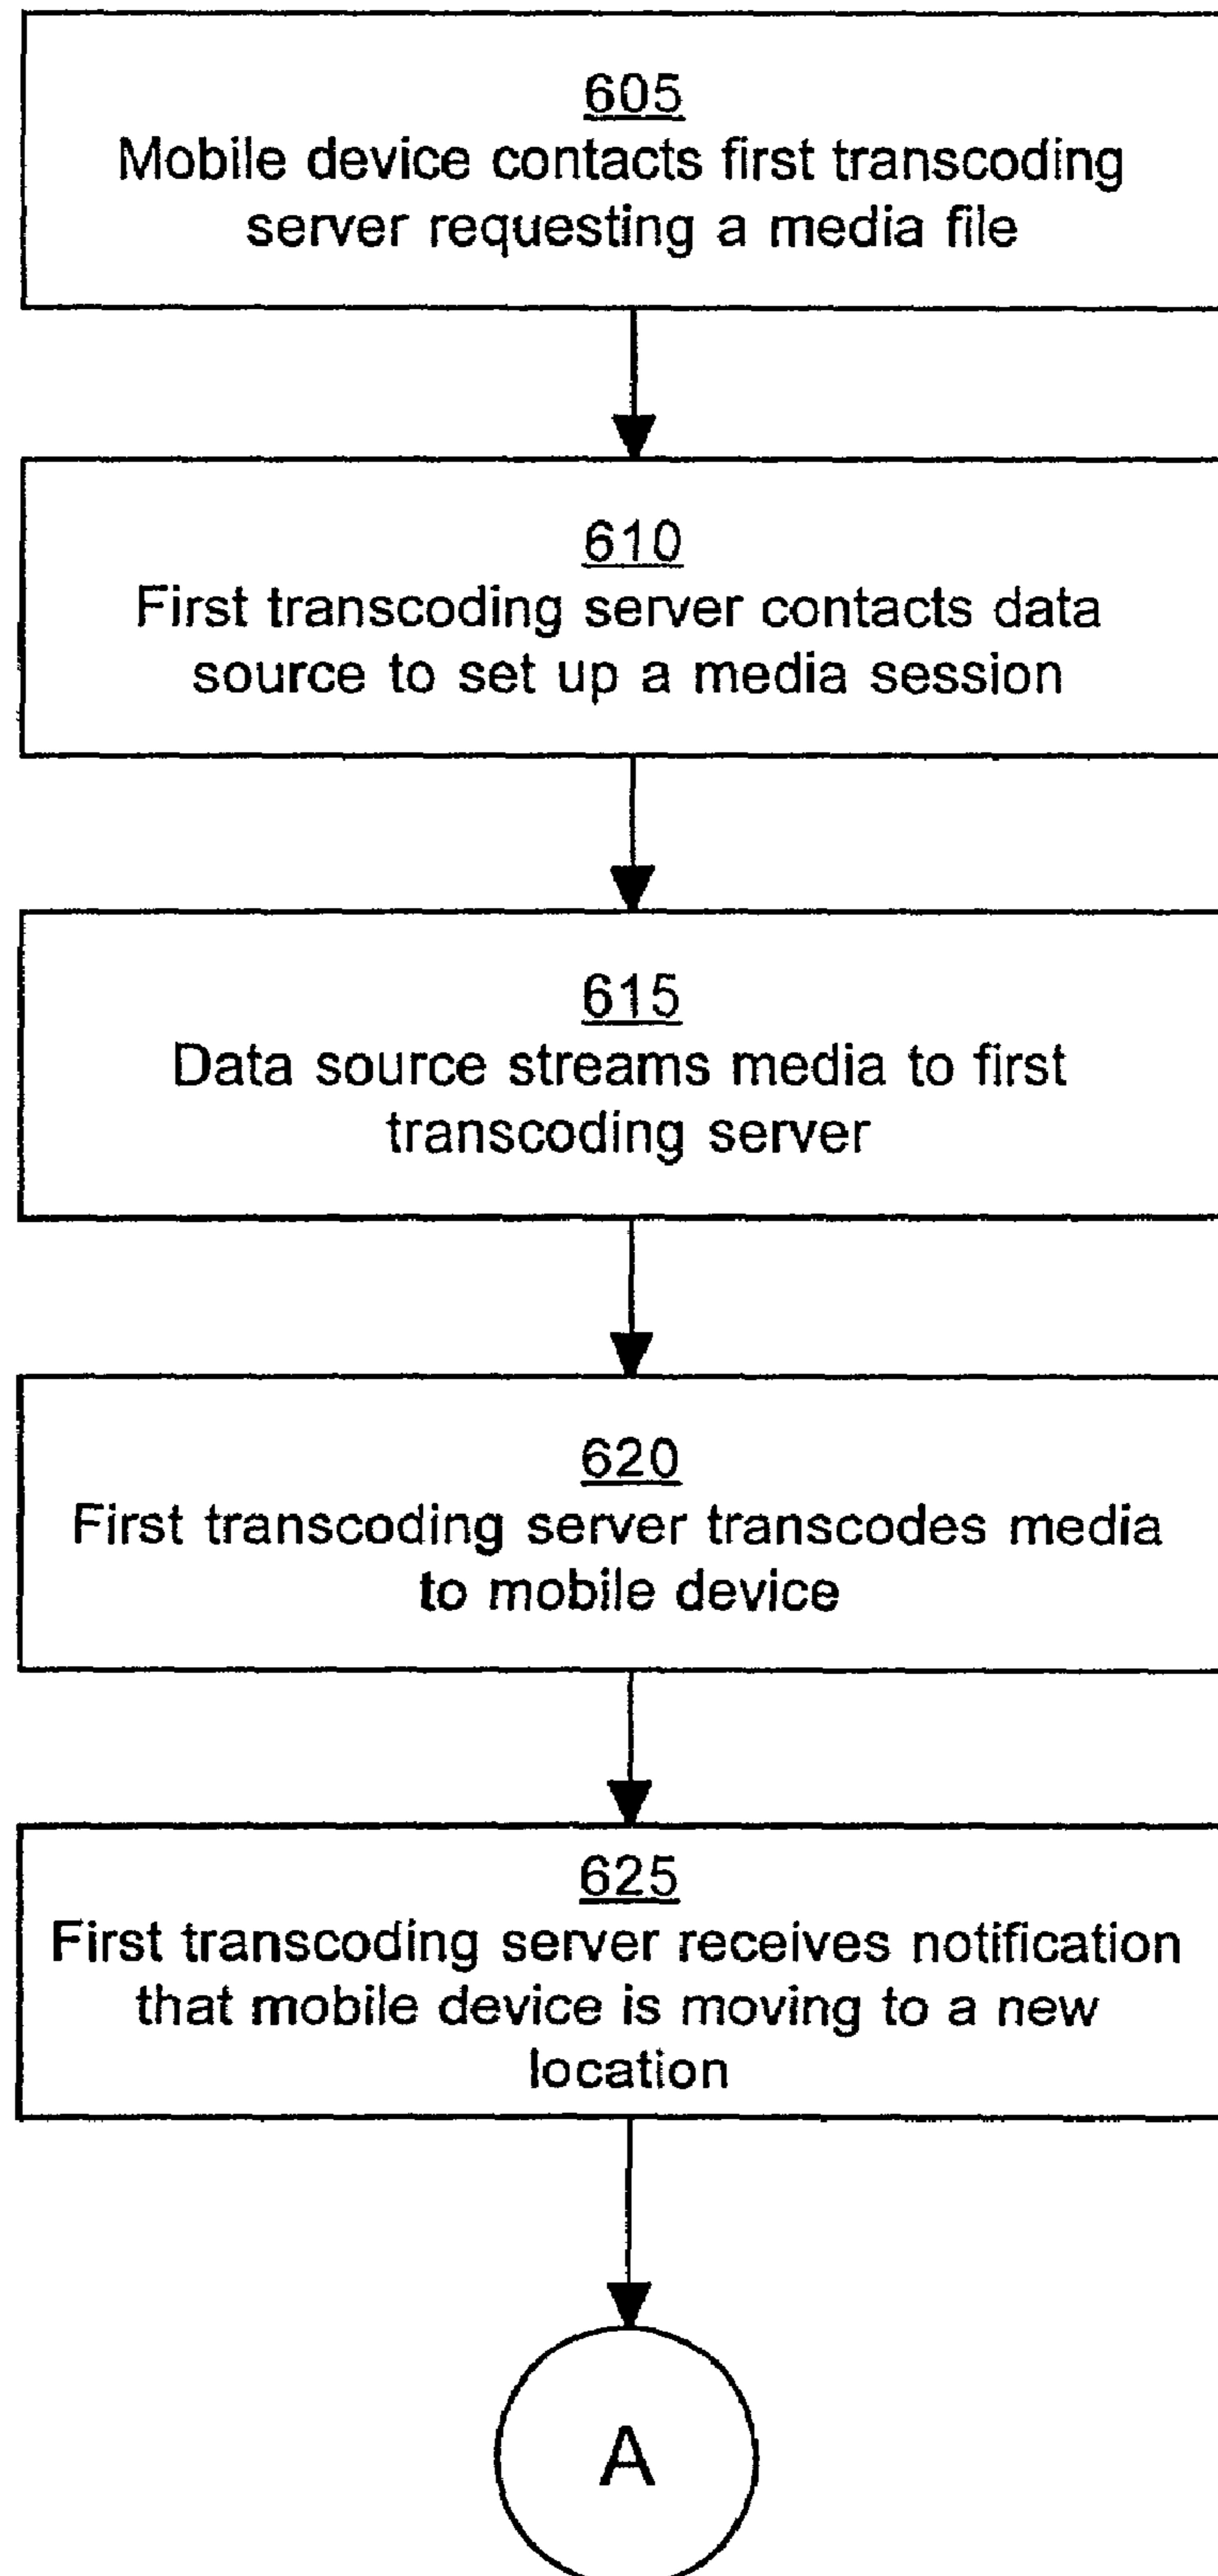 605
Mobile device contacts first transcoding
server requesting a media file
610
First transcoding server contacts data
source to set up a media session
615
Data source streams media to first
transcoding server
620
First transcoding server transcodes media
to mobile device
625
First transcoding server receives notification
that mobile device is moving to a new
location
A